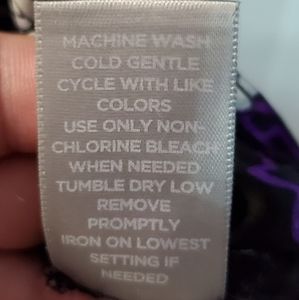 MACHINE WASH
COLD GENTLE
CYCLE WITH LIKE
COLORS
USE ONLY NON-
CHLORINE BLEACH
WHEN NEEDED
TUMBLE DRY LOW
REMOVE
PROMPTLY
IRON ON LOWEST
SETTING IF
NEEDED